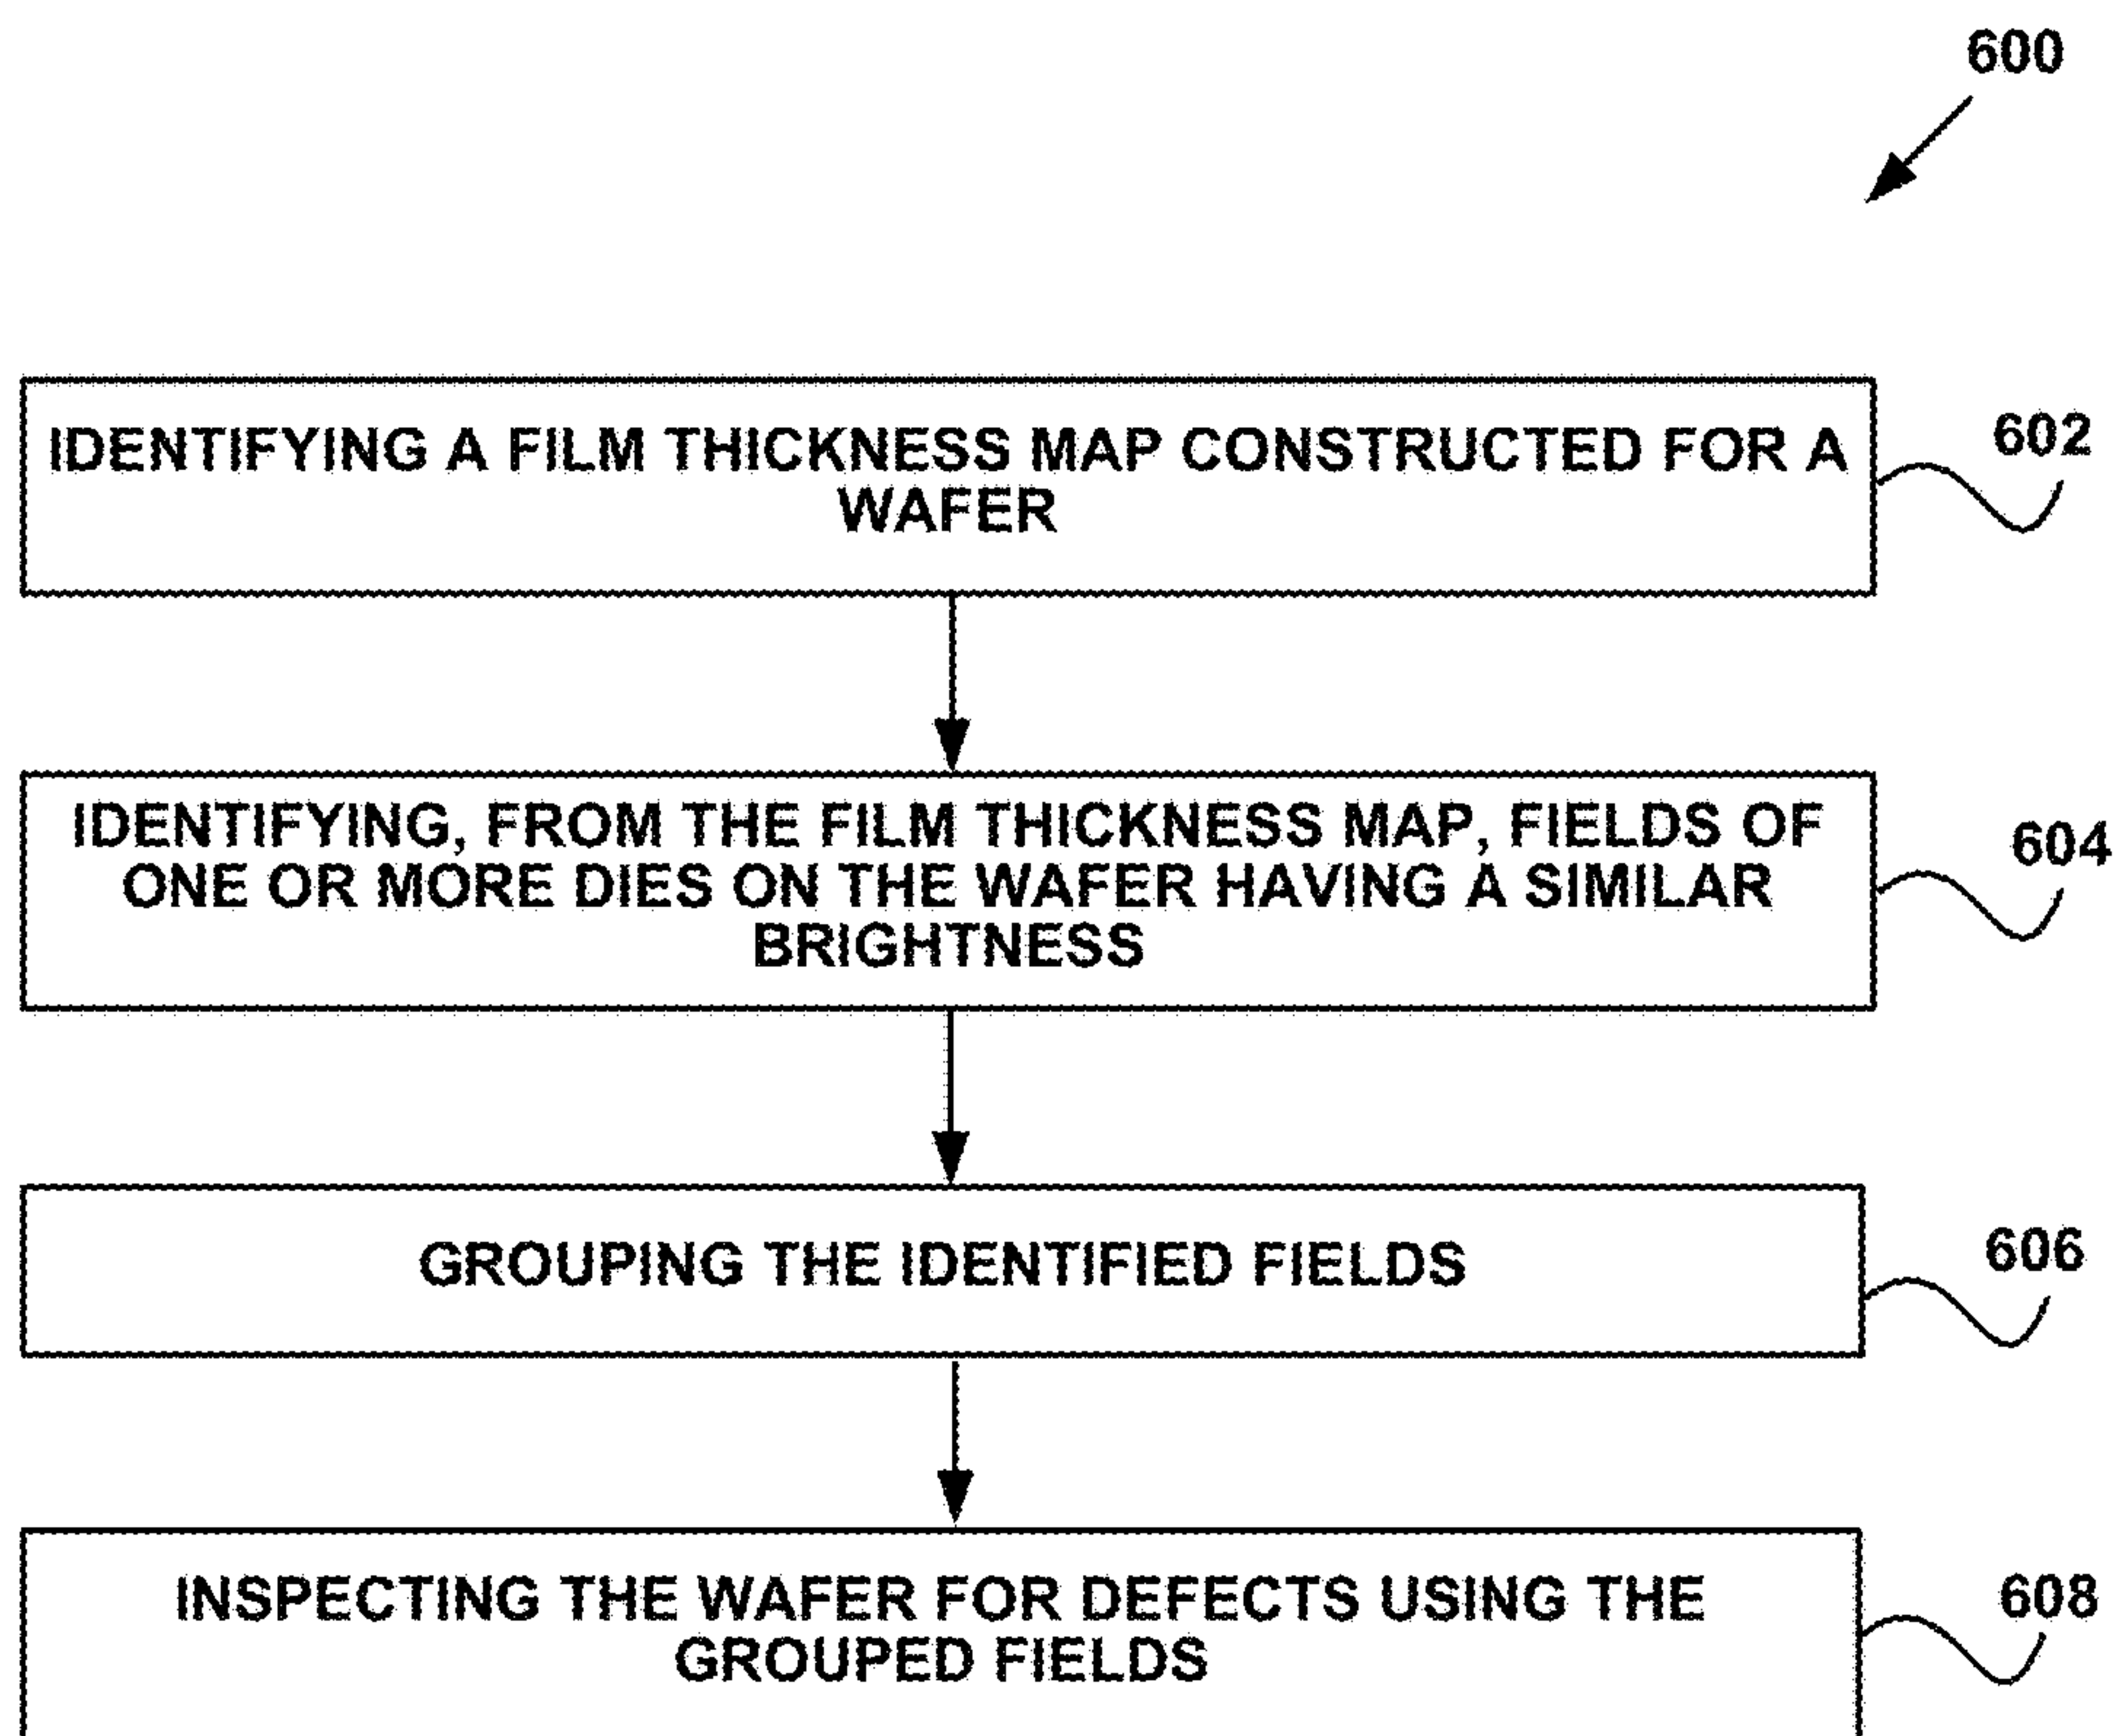 600
IDENTIFYING A FILM THICKNESS MAP CONSTRUCTED FOR A
WAFER
602
IDENTIFYING, FROM THE FILM THICKNESS MAP, FIELDS OF
ONE OR MORE DIES ON THE WAFER HAVING A SIMILAR
BRIGHTNESS
604
GROUPING THE IDENTIFIED FIELDS
606
INSPECTING THE WAFER FOR DEFECTS USING THE
GROUPED FIELDS
608